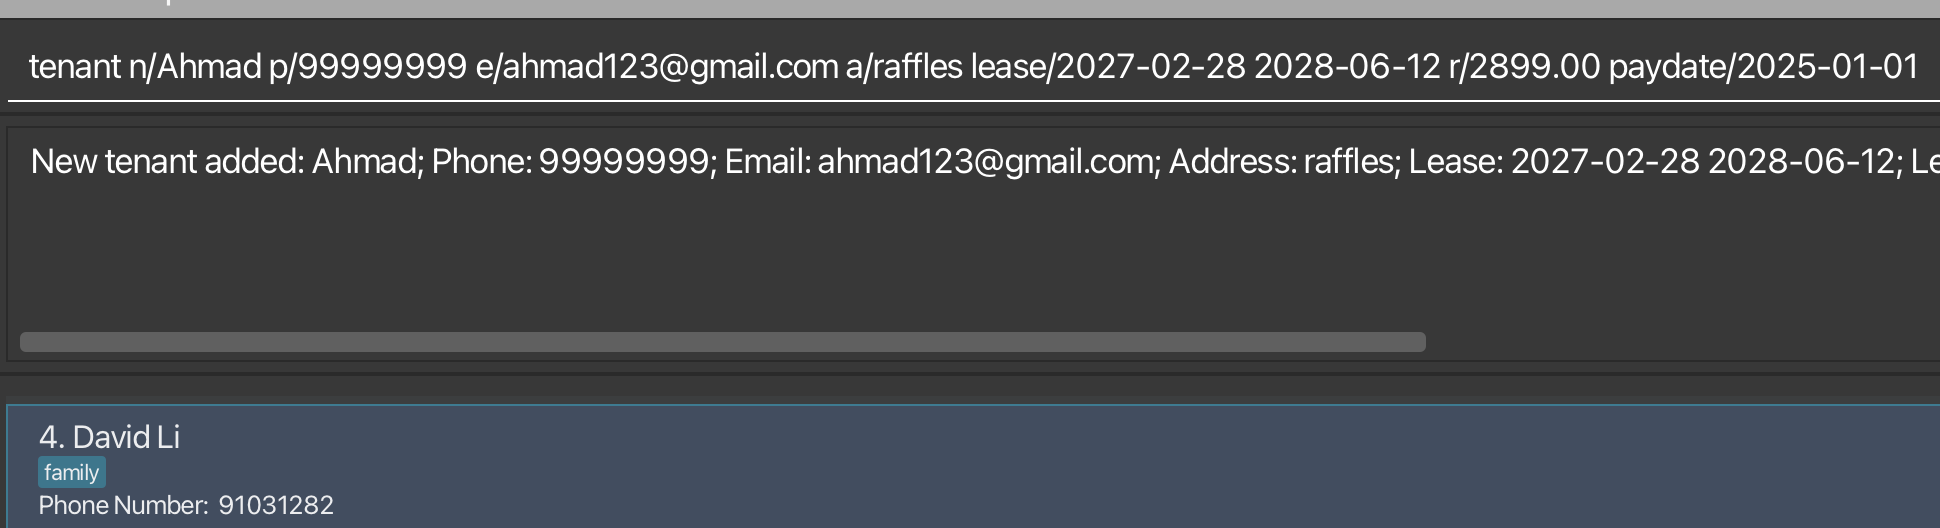 tenant n/Ahmad p/99999999 e/ahmad123@gmail.com a/raffles lease/2027-02-28 2028-06-12 r/2899.00 paydate/2025-01-01
New tenant added: Ahmad; Phone: 99999999; Email: ahmad123@gmail.com; Address: raffles; Lease: 2027-02-28 2028-06-12; Le
4. David Li
family
Phone Number: 91031282